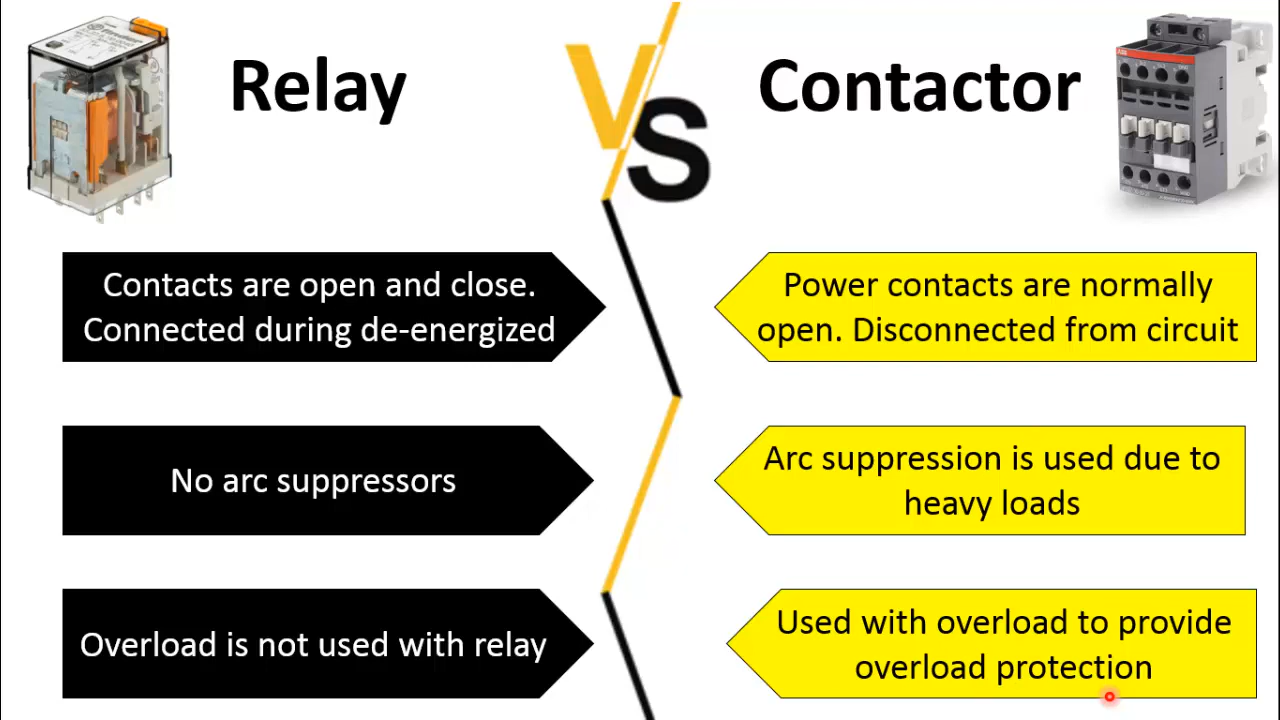 Relay
VS
Contactor
ABB
Contacts are open and close.
Connected during de-energized
Power contacts are normally
open. Disconnected from circuit
No arc suppressors
Arc suppression is used due to
heavy loads
Overload is not used with relay
Used with overload to provide
overload protection